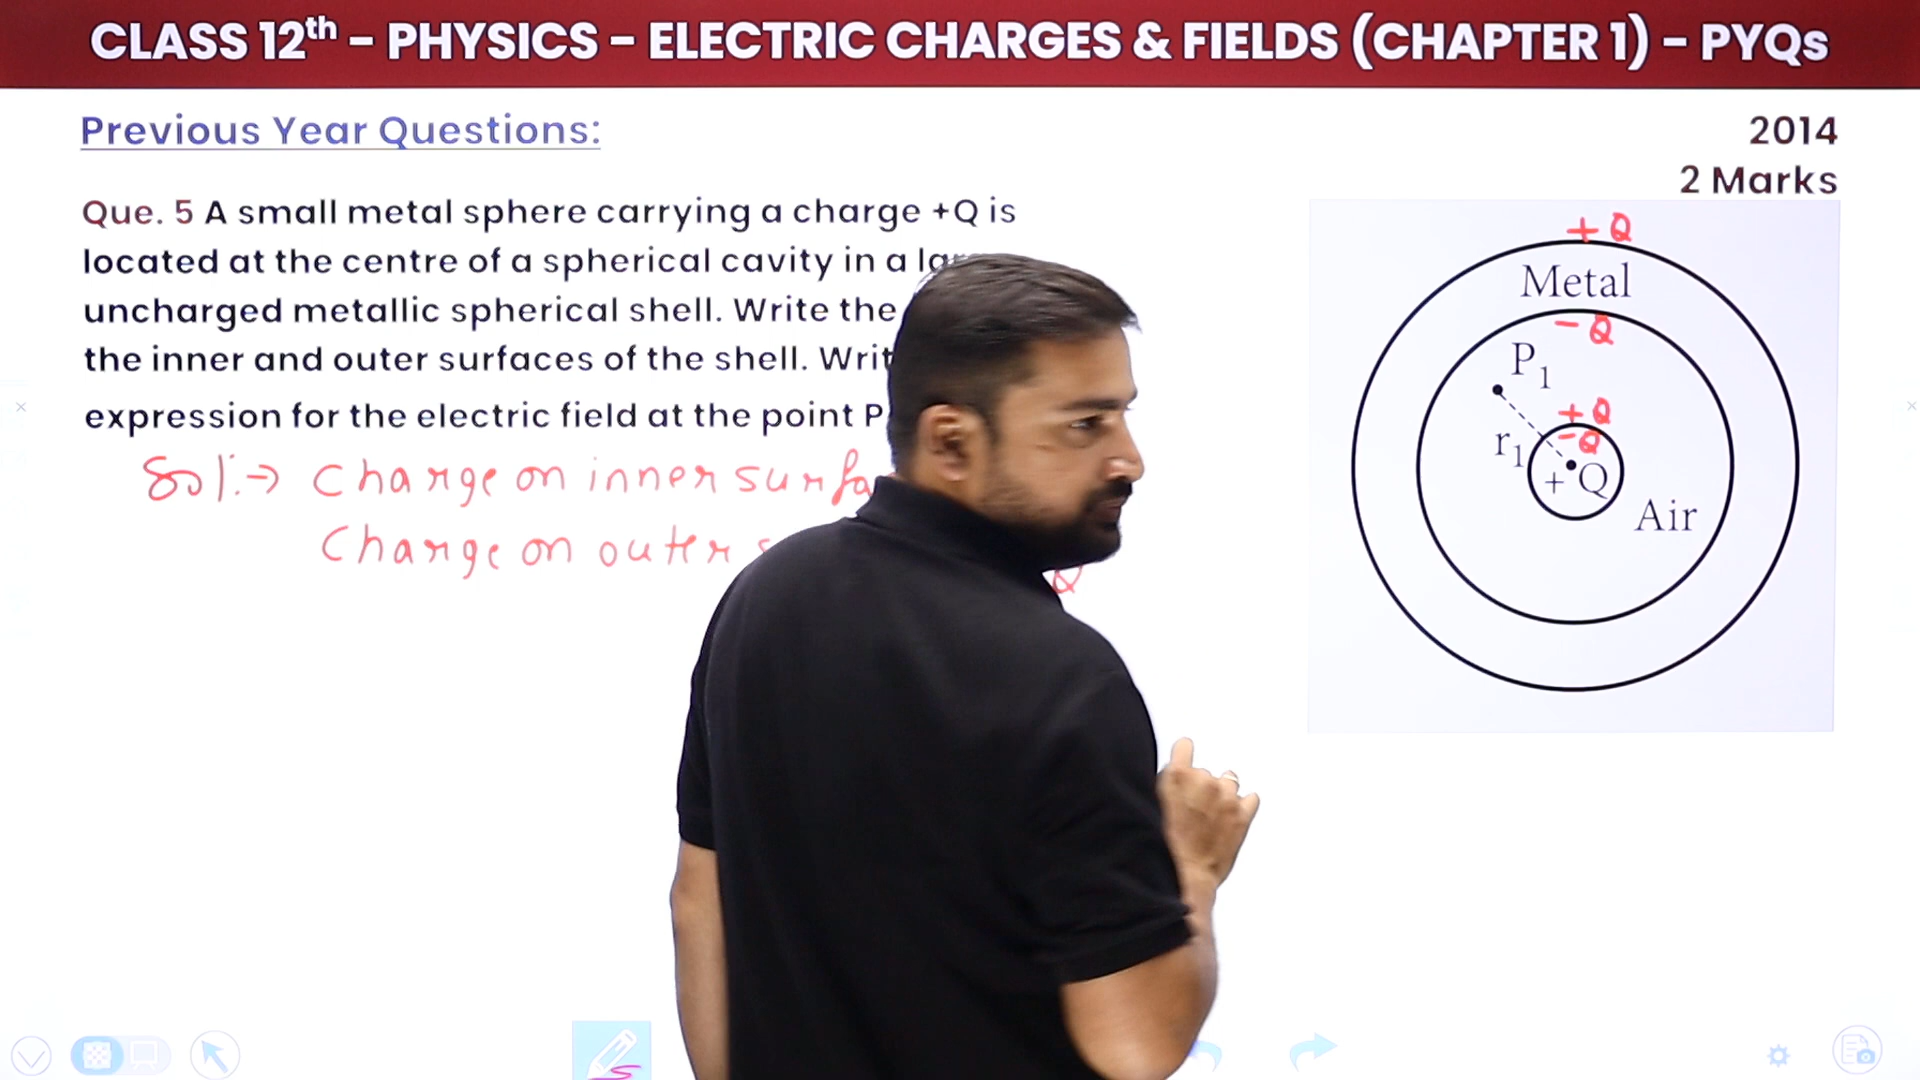 CLASS 12th - PHYSICS - ELECTRIC CHARGES & FIELDS (CHAPTER 1) - PYQs
Previous Year Questions:
2014
2 Marks
Que. 5 A small metal sphere carrying a charge +Q is
located at the centre of a spherical cavity in a
uncharged metallic spherical shell. Write the
the inner and outer surfaces of the shell.
expression for the electric field at the point
Sol:→ Charge on inner
Charge on outer
Q
+Q
Metal
-Q
P1
+Q
-Q
r1
+Q
Air